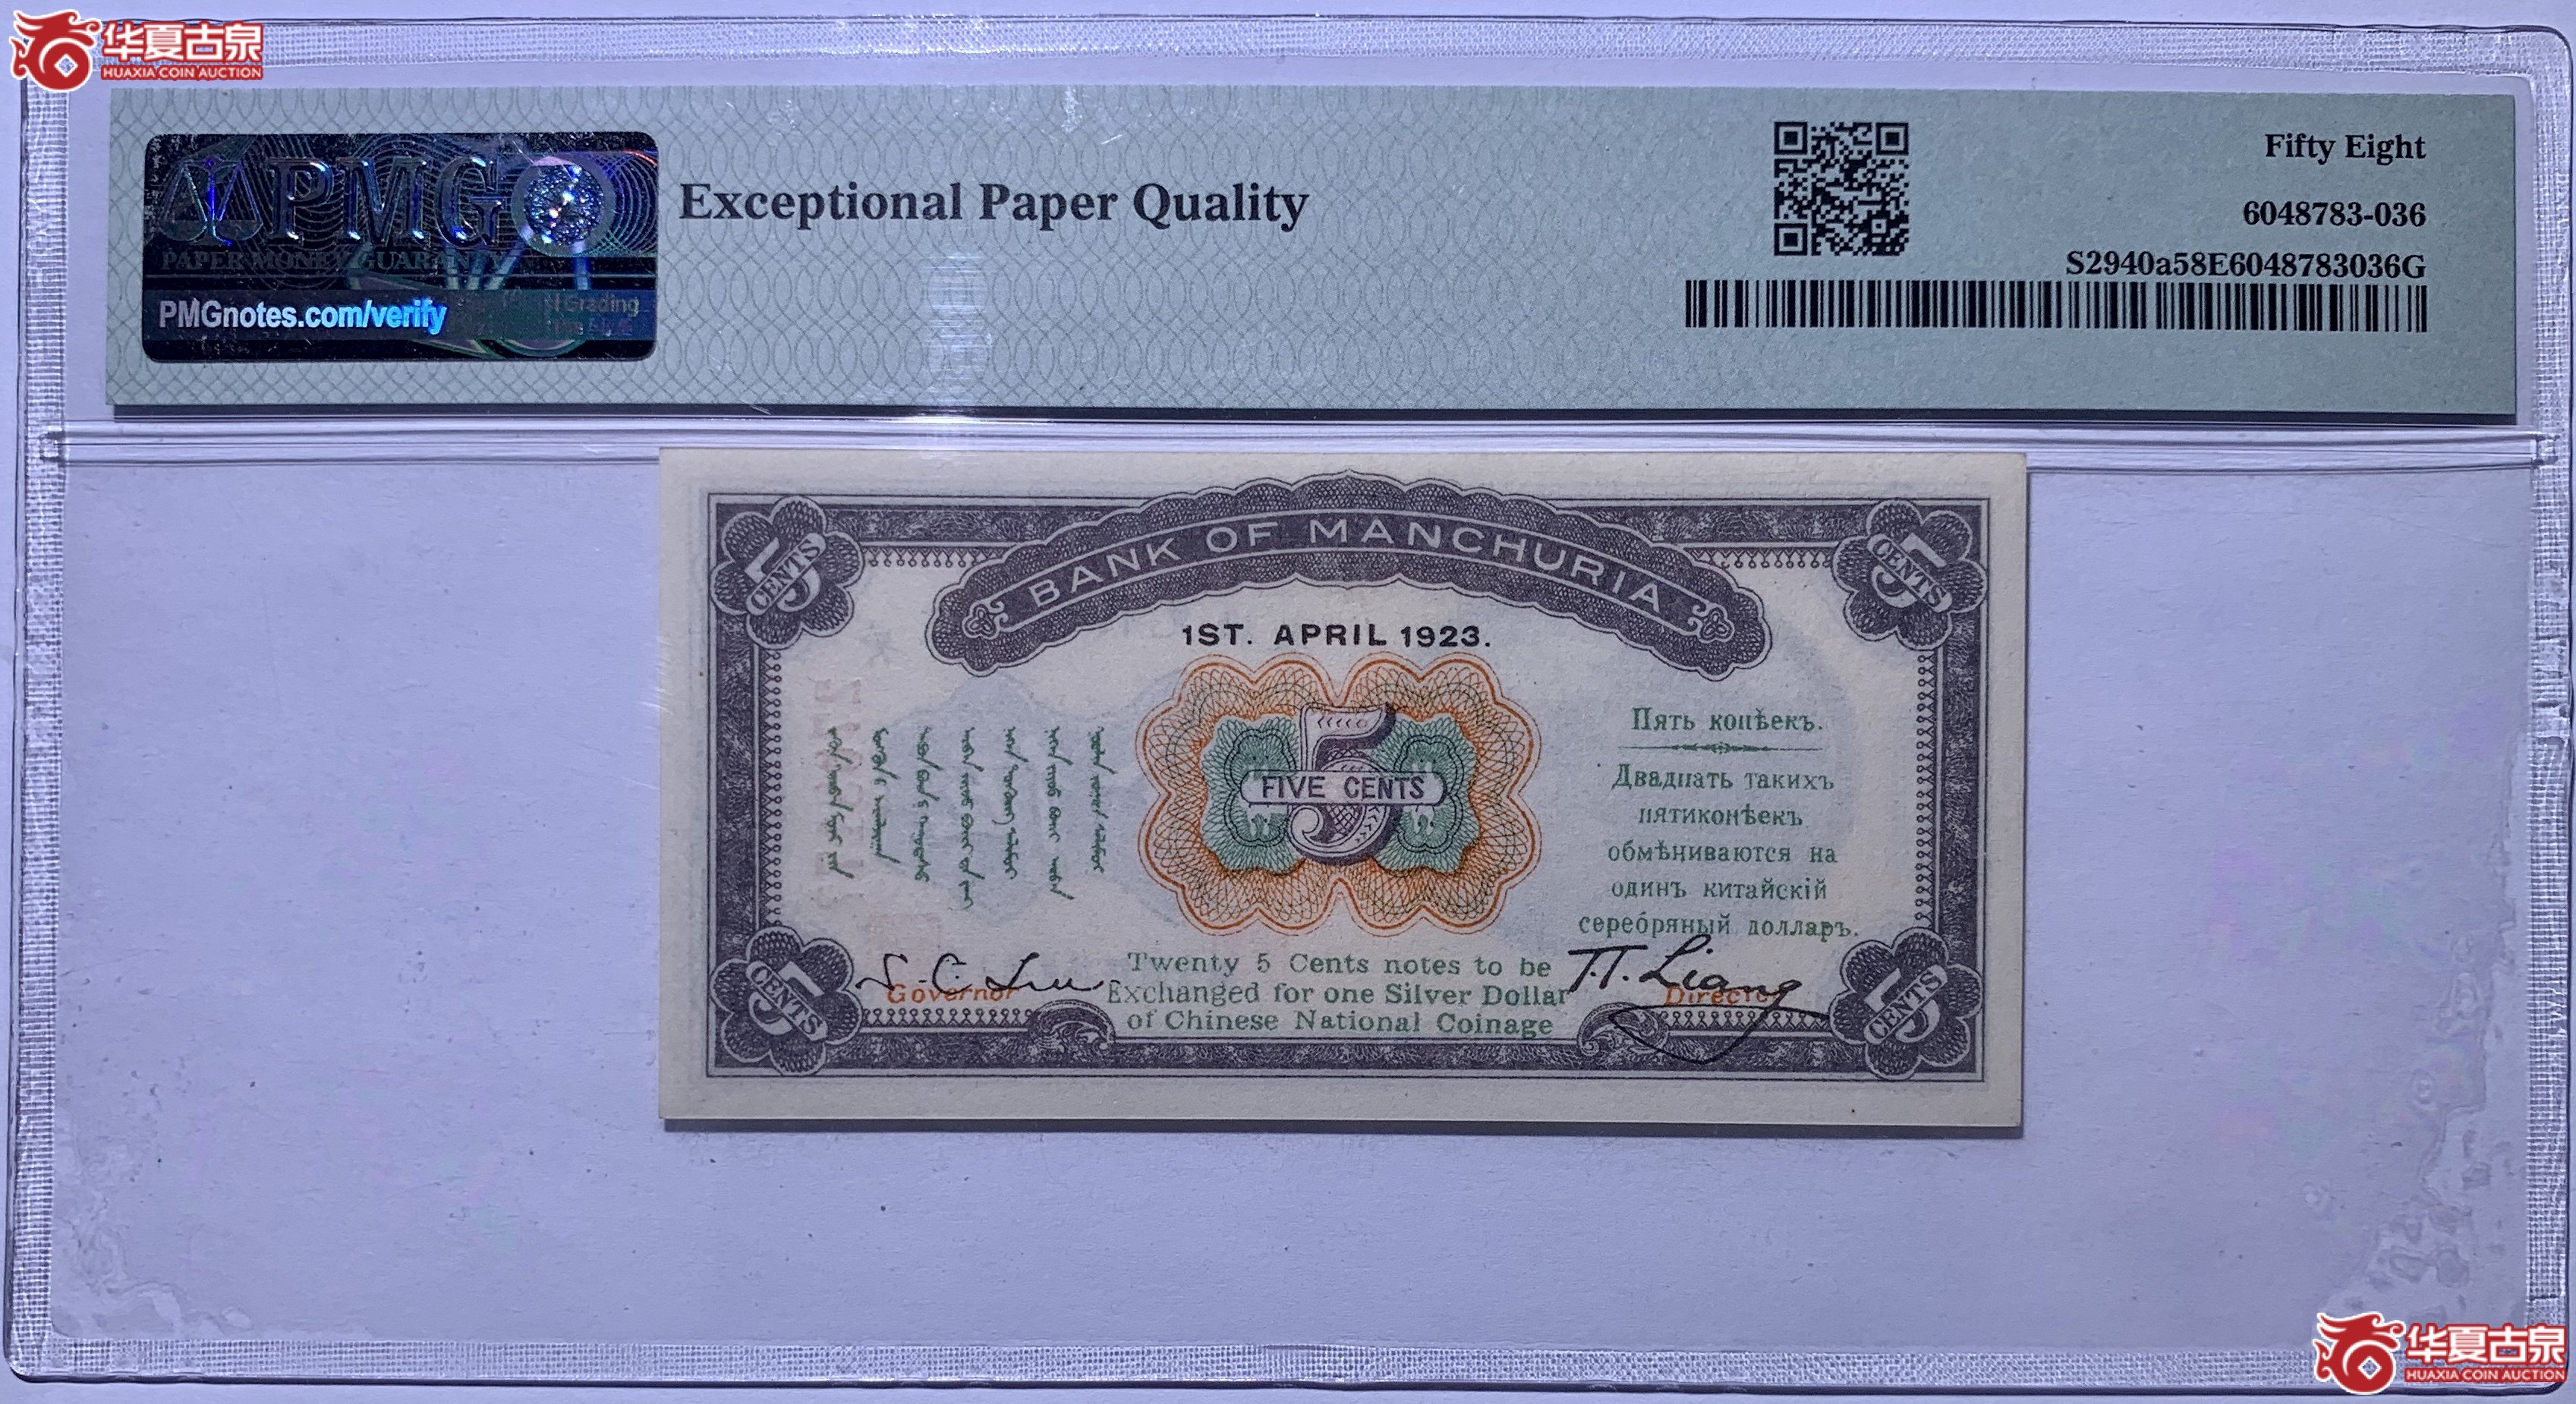 华夏古泉
HUAXIA COIN AUCTION
PMG
PAPER MONEY GUARANTY
PMGnotes.com/verify
Grading
Exceptional Paper Quality
Fifty Eight
6048783-036
S2940a58E6048783036G
BANK OF MANCHURIA
5 CENTS
5 CENTS
1ST. APRIL 1923.
5
FIVE CENTS
Пять копѣекъ.
Двадцать такихъ
пятикопѣекъ
обмѣниваются на
одинъ китайскій
серебряный долларъ.
S. C. Liu
Governor
Twenty 5 Cents notes to be
Exchanged for one Silver Dollar
of Chinese National Coinage
T.T. Liang
Director
5 CENTS
5 CENTS
华夏古泉
HUAXIA COIN AUCTION